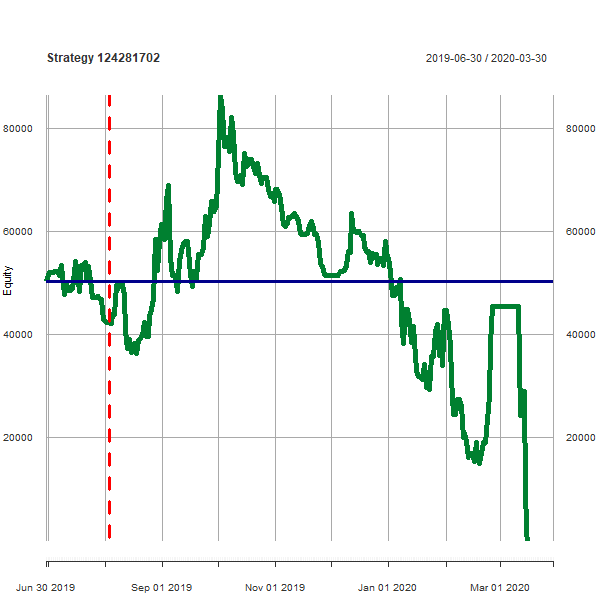 Strategy 124281702
2019-06-30 / 2020-03-30
80000
80000
60000
60000
Equity
40000
40000
20000
20000
Jun 30 2019
Sep 01 2019
Nov 01 2019
Jan 01 2020
Mar 01 2020